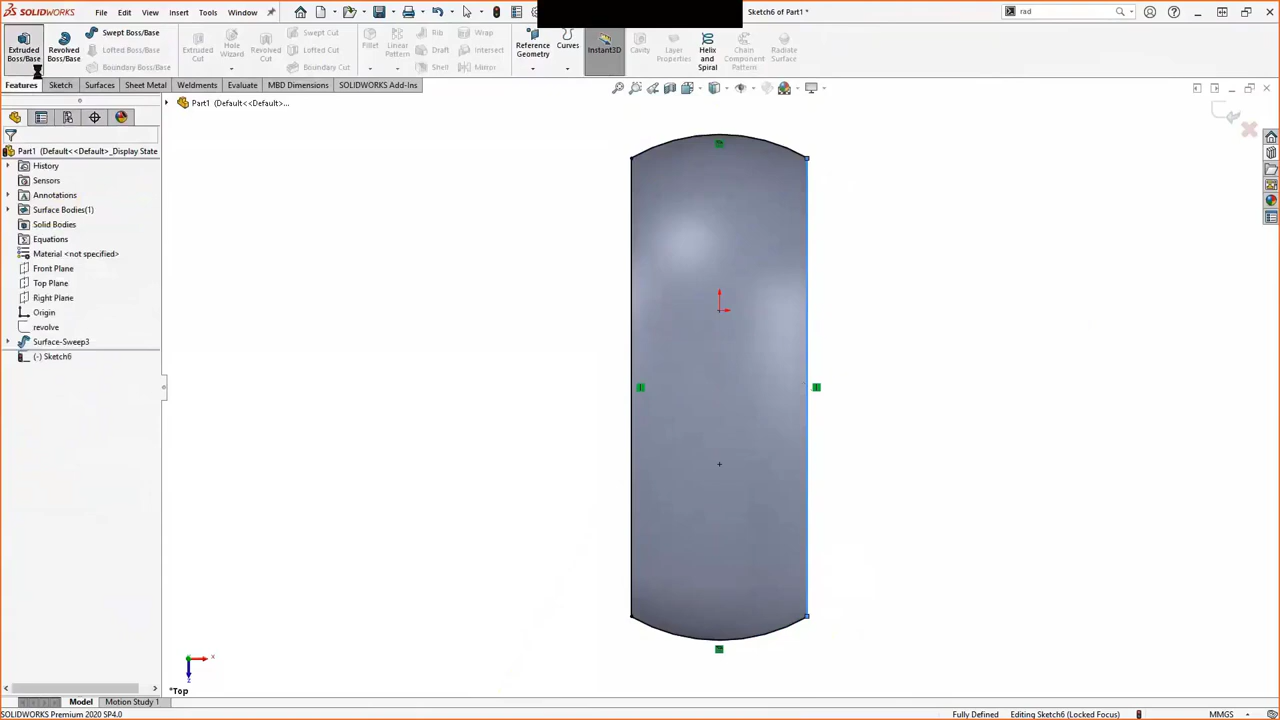 SOLIDWORKS File Edit View Insert Tools Window Sketch6 of Part1 * rad
Extruded Boss/Base Revolved Boss/Base Swept Boss/Base Lofted Boss/Base Boundary Boss/Base Extruded Cut Hole Wizard Revolved Cut Swept Cut Lofted Cut Boundary Cut Fillet Linear Pattern Rib Draft Shell Wrap Intersect Mirror Reference Geometry Curves Instant3D Cavity Layer Properties Helix and Spiral Chain Component Pattern Radiate Surface
Features Sketch Surfaces Sheet Metal Weldments Evaluate MBD Dimensions SOLIDWORKS Add-Ins
Part1 (Default<<Default>...
Part1 (Default<<Default>_Display State
History
Sensors
Annotations
Surface Bodies(1)
Solid Bodies
Equations
Material <not specified>
Front Plane
Top Plane
Right Plane
Origin
revolve
Surface-Sweep3
(-) Sketch6
X
Z
*Top
Model Motion Study 1
SOLIDWORKS Premium 2020 SP4.0 Fully Defined Editing Sketch6 (Locked Focus) MMGS